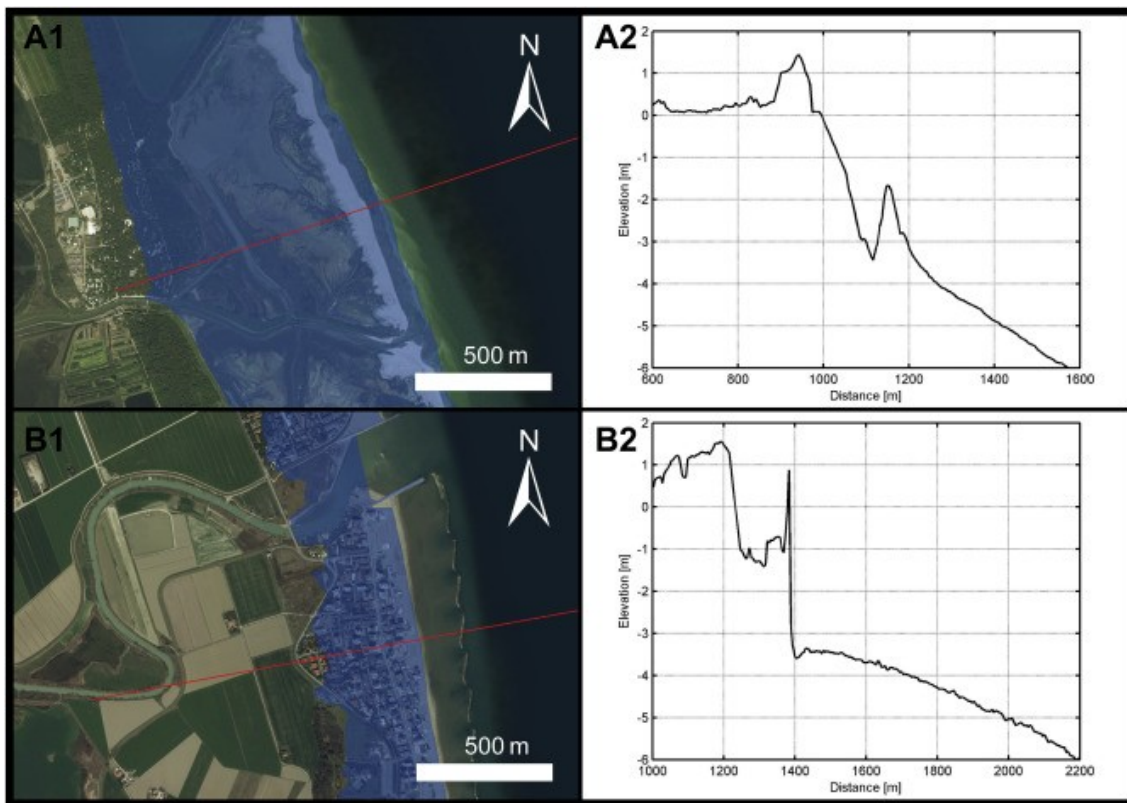 A1
N
500 m
A2
2
1
0
-1
-2
-3
-4
-5
-6
Elevation [m]
600 800 1000 1200 1400 1600
Distance [m]
B1
N
500 m
B2
2
1
0
-1
-2
-3
-4
-5
-6
Elevation [m]
1000 1200 1400 1600 1800 2000 2200
Distance [m]